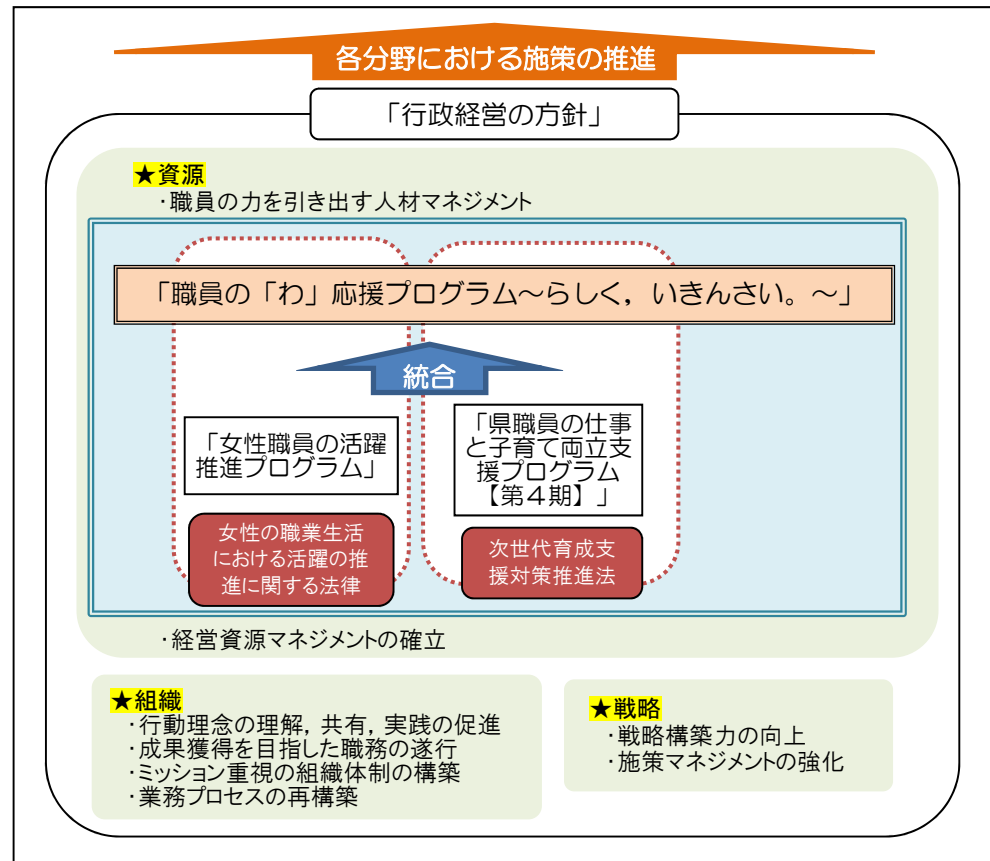 各分野における施策の推進
「行政経営の方針」
★資源
・職員の力を引き出す人材マネジメント
「職員の「わ」応援プログラム～らしく，いきんさい。～」
統合
「女性職員の活躍
推進プログラム」
「県職員の仕事
と子育て両立支
援プログラム
【第４期】」
女性の職業生活
における活躍の推
進に関する法律
次世代育成支
援対策推進法
・経営資源マネジメントの確立
★組織
・行動理念の理解，共有，実践の促進
・成果獲得を目指した職務の遂行
・ミッション重視の組織体制の構築
・業務プロセスの再構築
★戦略
・戦略構築力の向上
・施策マネジメントの強化